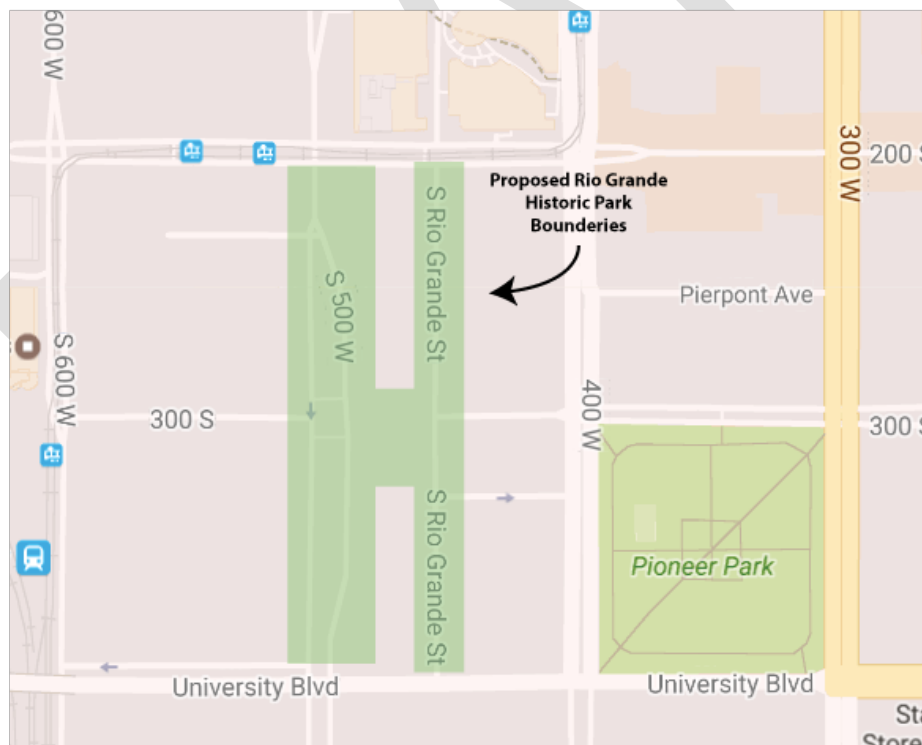 600 W
300 W
200 S
Proposed Rio Grande
Historic Park
Bounderies
S Rio Grande St
S 500 W
Pierpont Ave
S 600 W
400 W
300 S
300 S
S Rio Grande St
Pioneer Park
University Blvd
University Blvd
Sta
Store